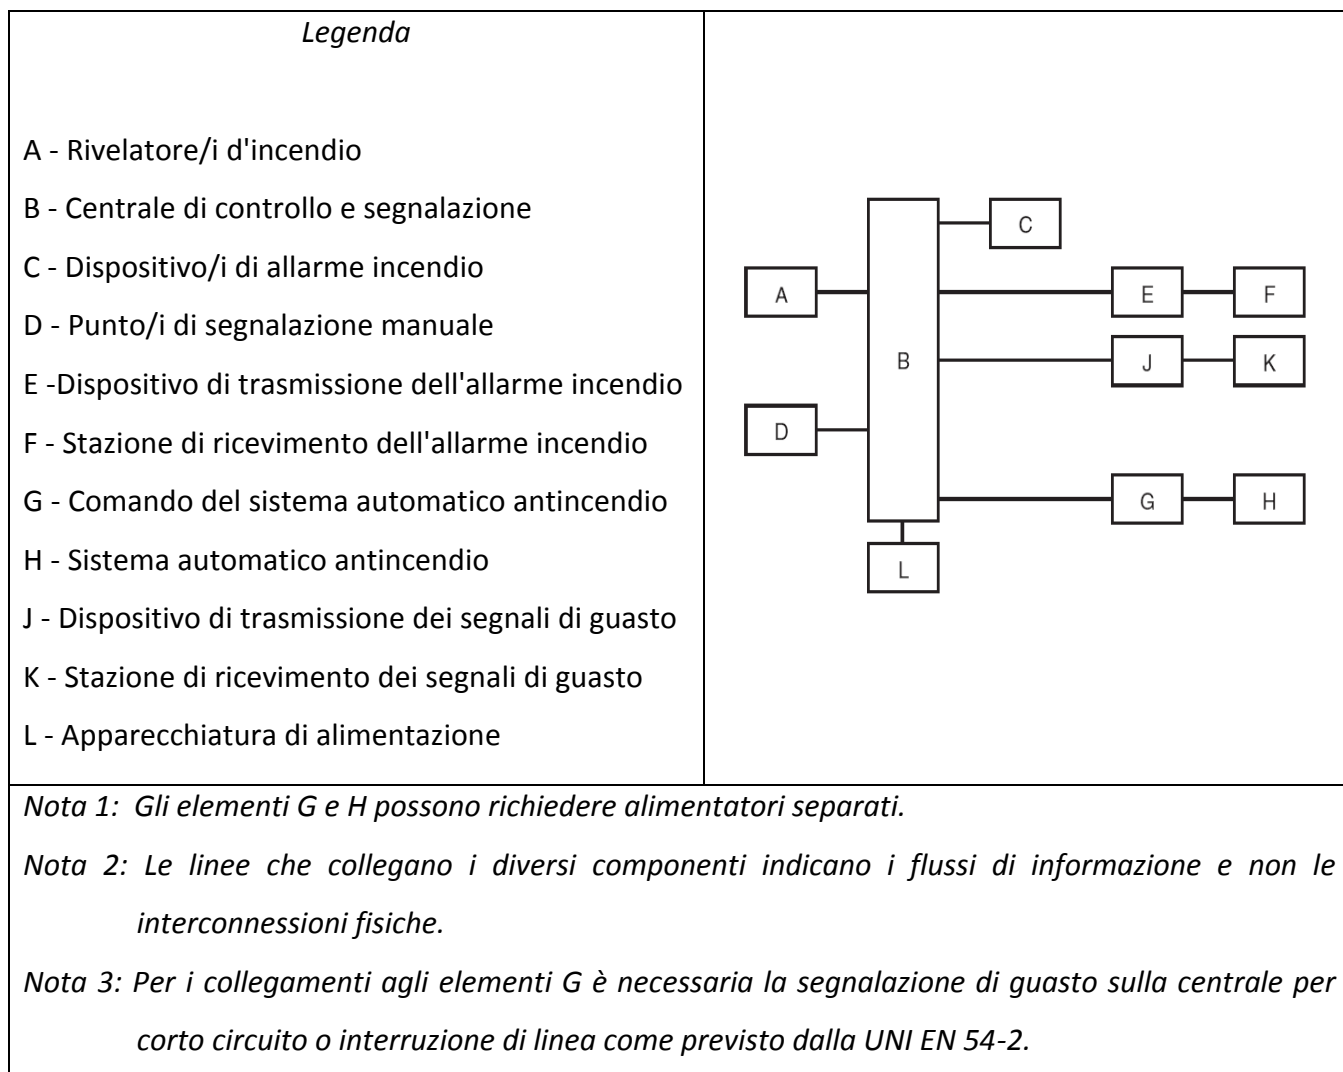 Legenda
A - Rivelatore/i d'incendio
B - Centrale di controllo e segnalazione
C - Dispositivo/i di allarme incendio
D - Punto/i di segnalazione manuale
E -Dispositivo di trasmissione dell'allarme incendio
F - Stazione di ricevimento dell'allarme incendio
G - Comando del sistema automatico antincendio
H - Sistema automatico antincendio
J - Dispositivo di trasmissione dei segnali di guasto
K - Stazione di ricevimento dei segnali di guasto
L - Apparecchiatura di alimentazione
C
A
E
F
B
J
K
D
G
H
L
Nota 1: Gli elementi G e H possono richiedere alimentatori separati.
Nota 2: Le linee che collegano i diversi componenti indicano i flussi di informazione e non le
interconnessioni fisiche.
Nota 3: Per i collegamenti agli elementi G è necessaria la segnalazione di guasto sulla centrale per
corto circuito o interruzione di linea come previsto dalla UNI EN 54-2.